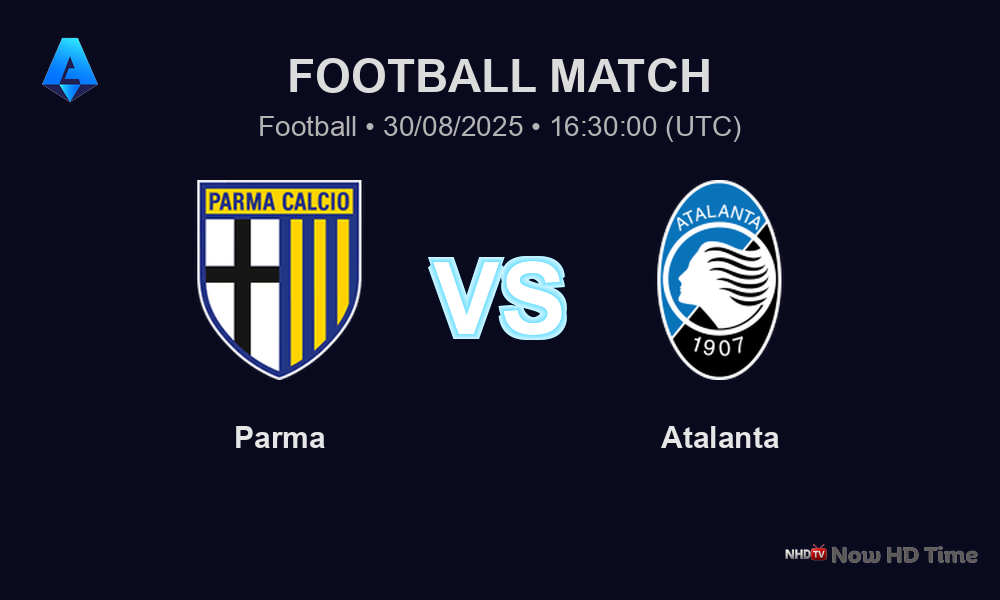 FOOTBALL MATCH
Football • 30/08/2025 • 16:30:00 (UTC)
PARMA CALCIO
ATALANTA
1907
VS
Parma
Atalanta
NHDTV Now HD Time